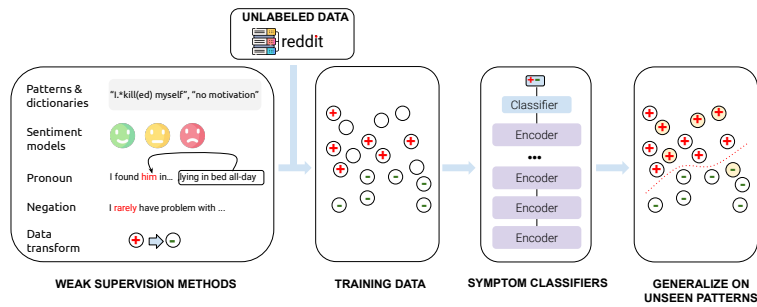 UNLABELED DATA
reddit
Patterns &
dictionaries
"I.*kill(ed) myself", "no motivation"
Sentiment
models
Pronoun
I found him in... lying in bed all-day
Negation
I rarely have problem with ...
Data
transform
Classifier
Encoder
•••
Encoder
Encoder
Encoder
WEAK SUPERVISION METHODS
TRAINING DATA
SYMPTOM CLASSIFIERS
GENERALIZE ON
UNSEEN PATTERNS